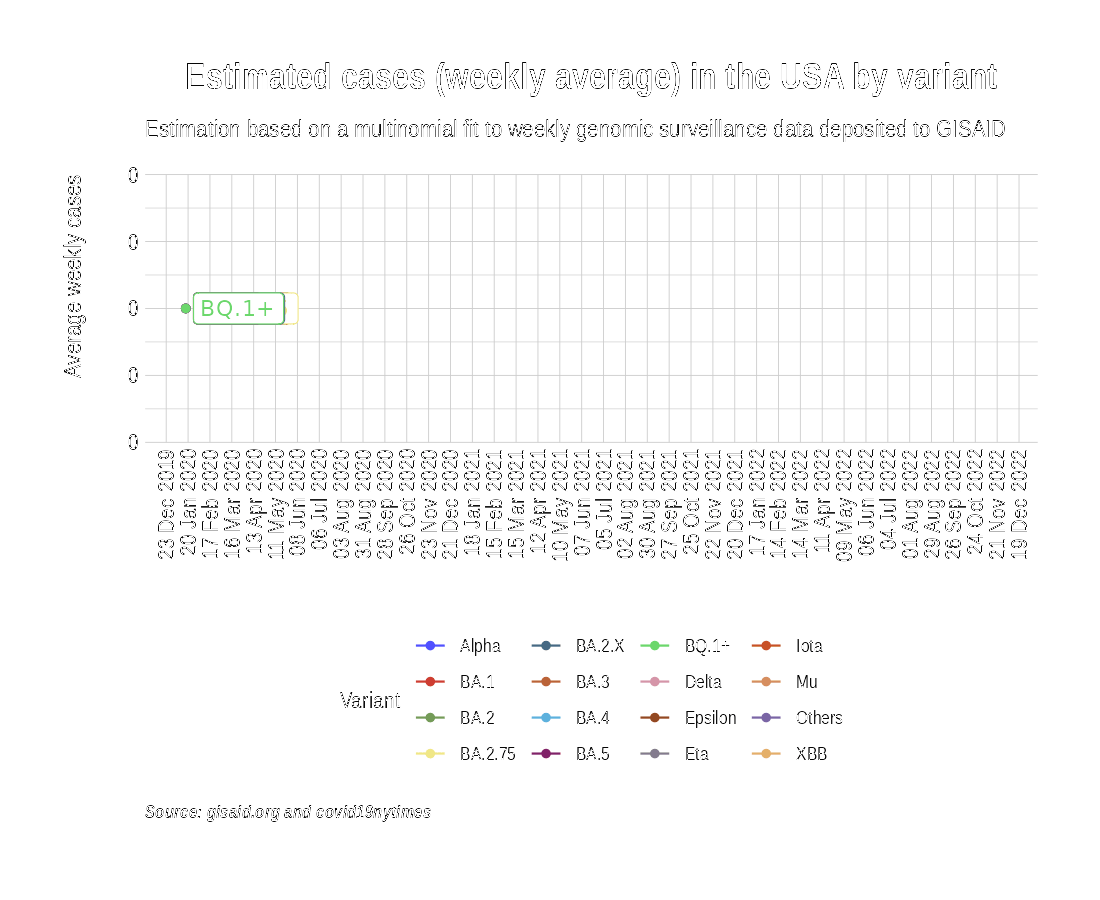 Estimated cases (weekly average) in the USA by variant
Estimation based on a multinomial fit to weekly genomic surveillance data deposited to GISAID
Average weekly cases
0
0
0
0
0
BQ.1+
23 Dec 2019
20 Jan 2020
17 Feb 2020
16 Mar 2020
13 Apr 2020
11 May 2020
08 Jun 2020
06 Jul 2020
03 Aug 2020
31 Aug 2020
28 Sep 2020
26 Oct 2020
23 Nov 2020
21 Dec 2020
18 Jan 2021
15 Feb 2021
15 Mar 2021
12 Apr 2021
10 May 2021
07 Jun 2021
05 Jul 2021
02 Aug 2021
30 Aug 2021
27 Sep 2021
25 Oct 2021
22 Nov 2021
20 Dec 2021
17 Jan 2022
14 Feb 2022
14 Mar 2022
11 Apr 2022
09 May 2022
06 Jun 2022
04 Jul 2022
01 Aug 2022
29 Aug 2022
26 Sep 2022
24 Oct 2022
21 Nov 2022
19 Dec 2022
Variant
Alpha
BA.1
BA.2
BA.2.75
BA.2.X
BA.3
BA.4
BA.5
BQ.1+
Delta
Epsilon
Eta
Iota
Mu
Others
XBB
Source: gisaid.org and covid19nytimes